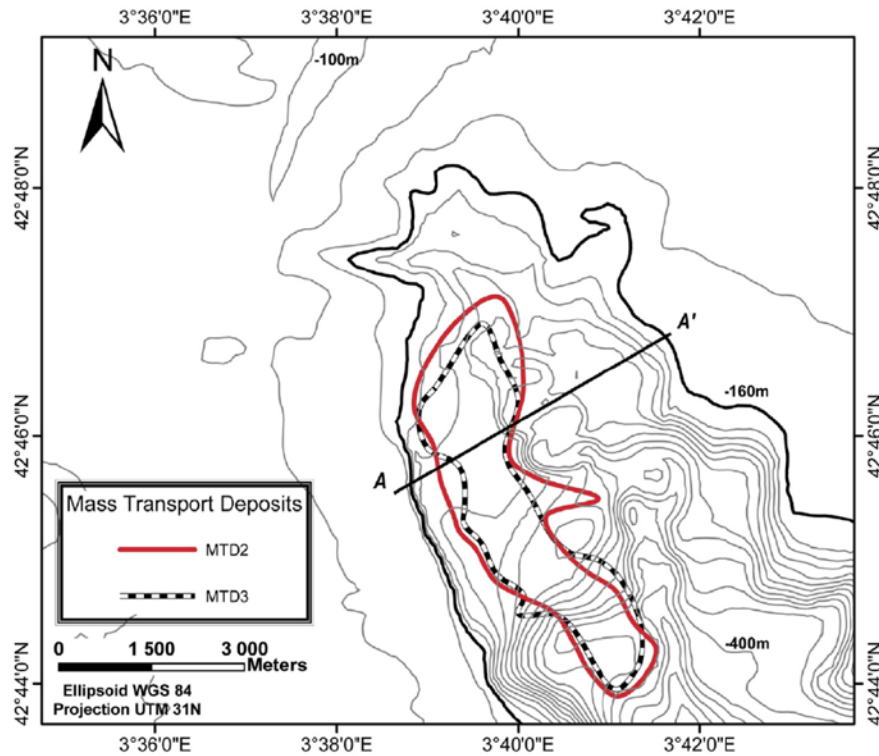 3°36'0"E 3°38'0"E 3°40'0"E 3°42'0"E
-100m
N
42°48'0"N 42°48'0"N
A'
-160m
42°46'0"N 42°46'0"N
A
Mass Transport Deposits
MTD2
MTD3
-400m
0 1 500 3 000
Meters
42°44'0"N 42°44'0"N
Ellipsoid WGS 84
Projection UTM 31N
3°36'0"E 3°38'0"E 3°40'0"E 3°42'0"E